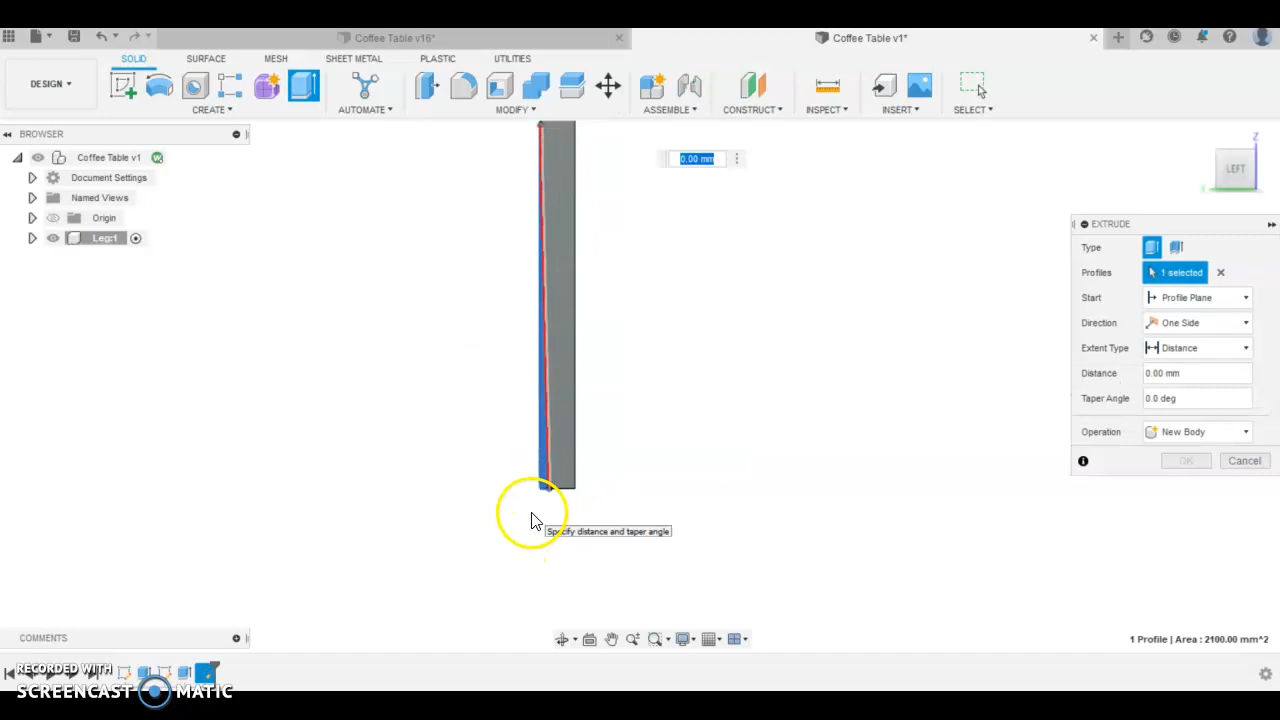 Coffee Table v16*
Coffee Table v1*
SOLID SURFACE MESH SHEET METAL PLASTIC UTILITIES
DESIGN
CREATE AUTOMATE MODIFY ASSEMBLE CONSTRUCT INSPECT INSERT SELECT
BROWSER
Coffee Table v1
Document Settings
Named Views
Origin
Leg:1
0.00 mm
Z
LEFT
EXTRUDE
Type
Profiles 1 selected
Start Profile Plane
Direction One Side
Extent Type Distance
Distance 0.00 mm
Taper Angle 0.0 deg
Operation New Body
OK Cancel
Specify distance and taper angle
COMMENTS
1 Profile | Area : 2100.00 mm^2
RECORDED WITH
SCREENCAST MATIC